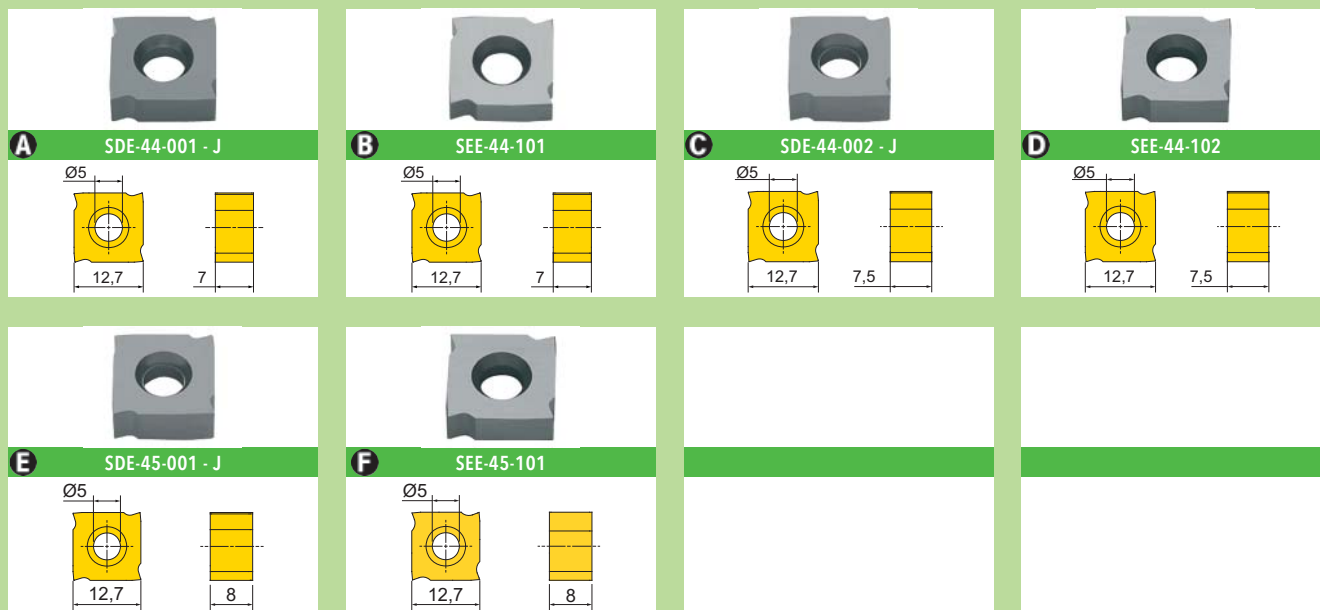 A SDE-44-001 - J
Ø5
12,7
7
B SEE-44-101
Ø5
12,7
7
C SDE-44-002 - J
Ø5
12,7
7,5
D SEE-44-102
Ø5
12,7
7,5
E SDE-45-001 - J
Ø5
12,7
8
F SEE-45-101
Ø5
12,7
8